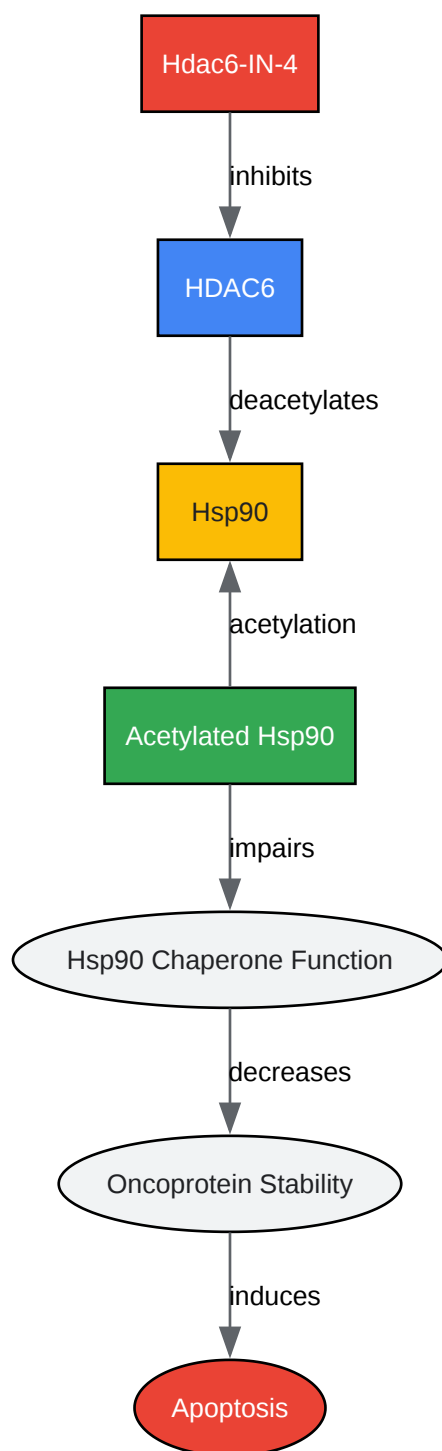 Hdac6-IN-4
inhibits
HDAC6
deacetylates
Hsp90
acetylation
Acetylated Hsp90
impairs
Hsp90 Chaperone Function
decreases
Oncoprotein Stability
induces
Apoptosis